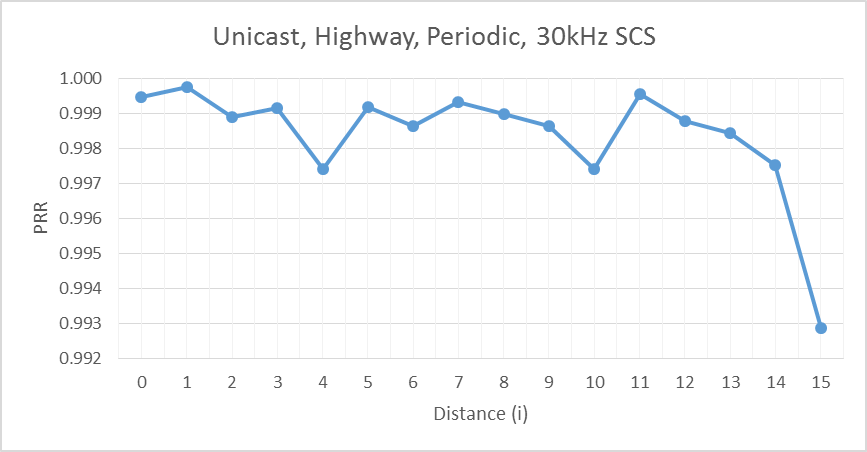 Unicast, Highway, Periodic, 30kHz SCS
1.000
0.999
0.998
0.997
0.996
0.995
0.994
0.993
0.992
PRR
0 1 2 3 4 5 6 7 8 9 10 11 12 13 14 15
Distance (i)